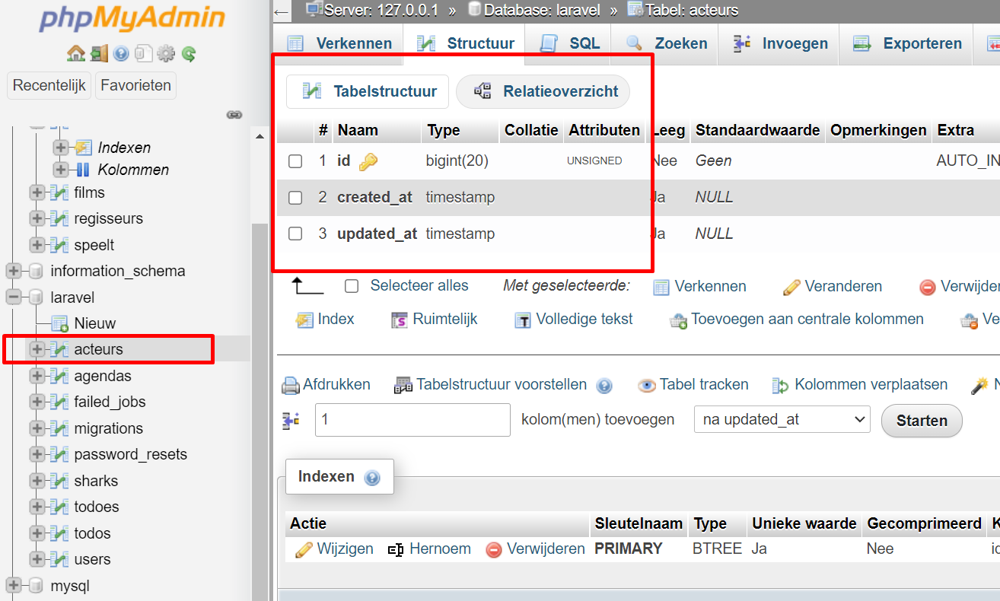 phpMyAdmin
Recentelijk Favorieten
Indexen
Kolommen
films
regisseurs
speelt
information_schema
laravel
Nieuw
acteurs
agendas
failed_jobs
migrations
password_resets
sharks
todoes
todos
users
mysql
← Server: 127.0.0.1 » Database: laravel » Tabel: acteurs
Verkennen Structuur SQL Zoeken Invoegen Exporteren
Tabelstructuur Relatieoverzicht
# Naam Type Collatie Attributen Leeg Standaardwaarde Opmerkingen Extra
1 id bigint(20) UNSIGNED Nee Geen AUTO_IN
2 created_at timestamp Ja NULL
3 updated_at timestamp Ja NULL
Selecteer alles Met geselecteerde: Verkennen Veranderen Verwijder
Index Ruimtelijk Volledige tekst Toevoegen aan centrale kolommen Ve
Afdrukken Tabelstructuur voorstellen Tabel tracken Kolommen verplaatsen N
1 kolom(men) toevoegen na updated_at Starten
Indexen
Actie Sleutelnaam Type Unieke waarde Gecomprimeerd K
Wijzigen Hernoem Verwijderen PRIMARY BTREE Ja Nee id